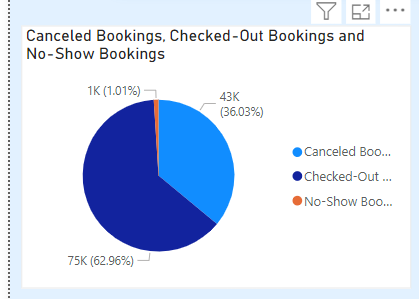 Canceled Bookings, Checked-Out Bookings and
No-Show Bookings
1K (1.01%)
43K
(36.03%)
Canceled Boo...
Checked-Out ...
No-Show Boo...
75K (62.96%)